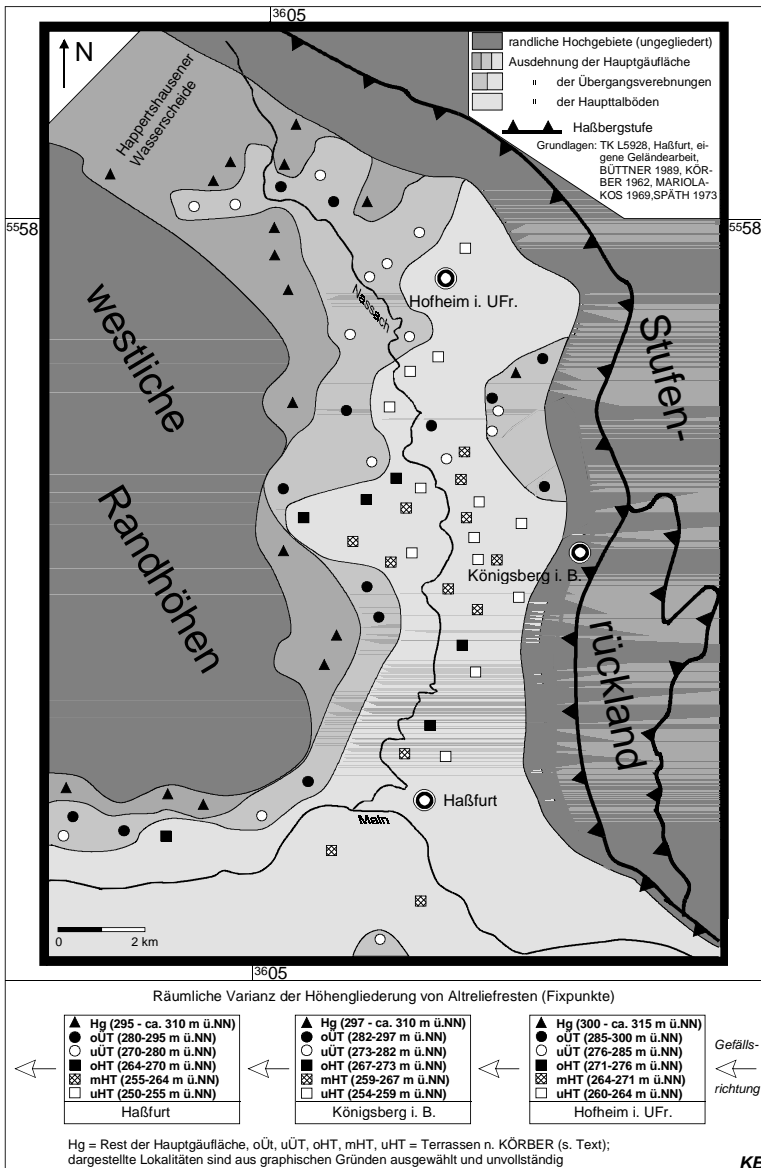 3605
N
randliche Hochgebiete (ungegliedert)
Ausdehnung der Hauptgäufläche
" der Übergangsverebnungen
" der Haupttalböden
Haßbergstufe
Grundlagen: TK L5928, Haßfurt, ei-
gene Geländearbeit,
BÜTTNER 1989, KÖR-
BER 1962, MARIOLA-
KOS 1969,SPÄTH 1973
Happertshausener
Wasserscheide
5558
5558
Nassach
Hofheim i. UFr.
westliche
Randhöhen
Stufen-
rückland
Königsberg i. B.
Haßfurt
Main
0 2 km
3605
Räumliche Varianz der Höhengliederung von Altreliefresten (Fixpunkte)
Hg (295 - ca. 310 m ü.NN)
oÜT (280-295 m ü.NN)
uÜT (270-280 m ü.NN)
oHT (264-270 m ü.NN)
mHT (255-264 m ü.NN)
uHT (250-255 m ü.NN)
Haßfurt
Hg (297 - ca. 310 m ü.NN)
oÜT (282-297 m ü.NN)
uÜT (273-282 m ü.NN)
oHT (267-273 m ü.NN)
mHT (259-267 m ü.NN)
uHT (254-259 m ü.NN)
Königsberg i. B.
Hg (300 - ca. 315 m ü.NN)
oÜT (285-300 m ü.NN)
uÜT (276-285 m ü.NN)
oHT (271-276 m ü.NN)
mHT (264-271 m ü.NN)
uHT (260-264 m ü.NN)
Hofheim i. UFr.
Gefälls-
richtung
Hg = Rest der Hauptgäufläche, oÜt, uÜT, oHT, mHT, uHT = Terrassen n. KÖRBER (s. Text);
dargestellte Lokalitäten sind aus graphischen Gründen ausgewählt und unvollständig